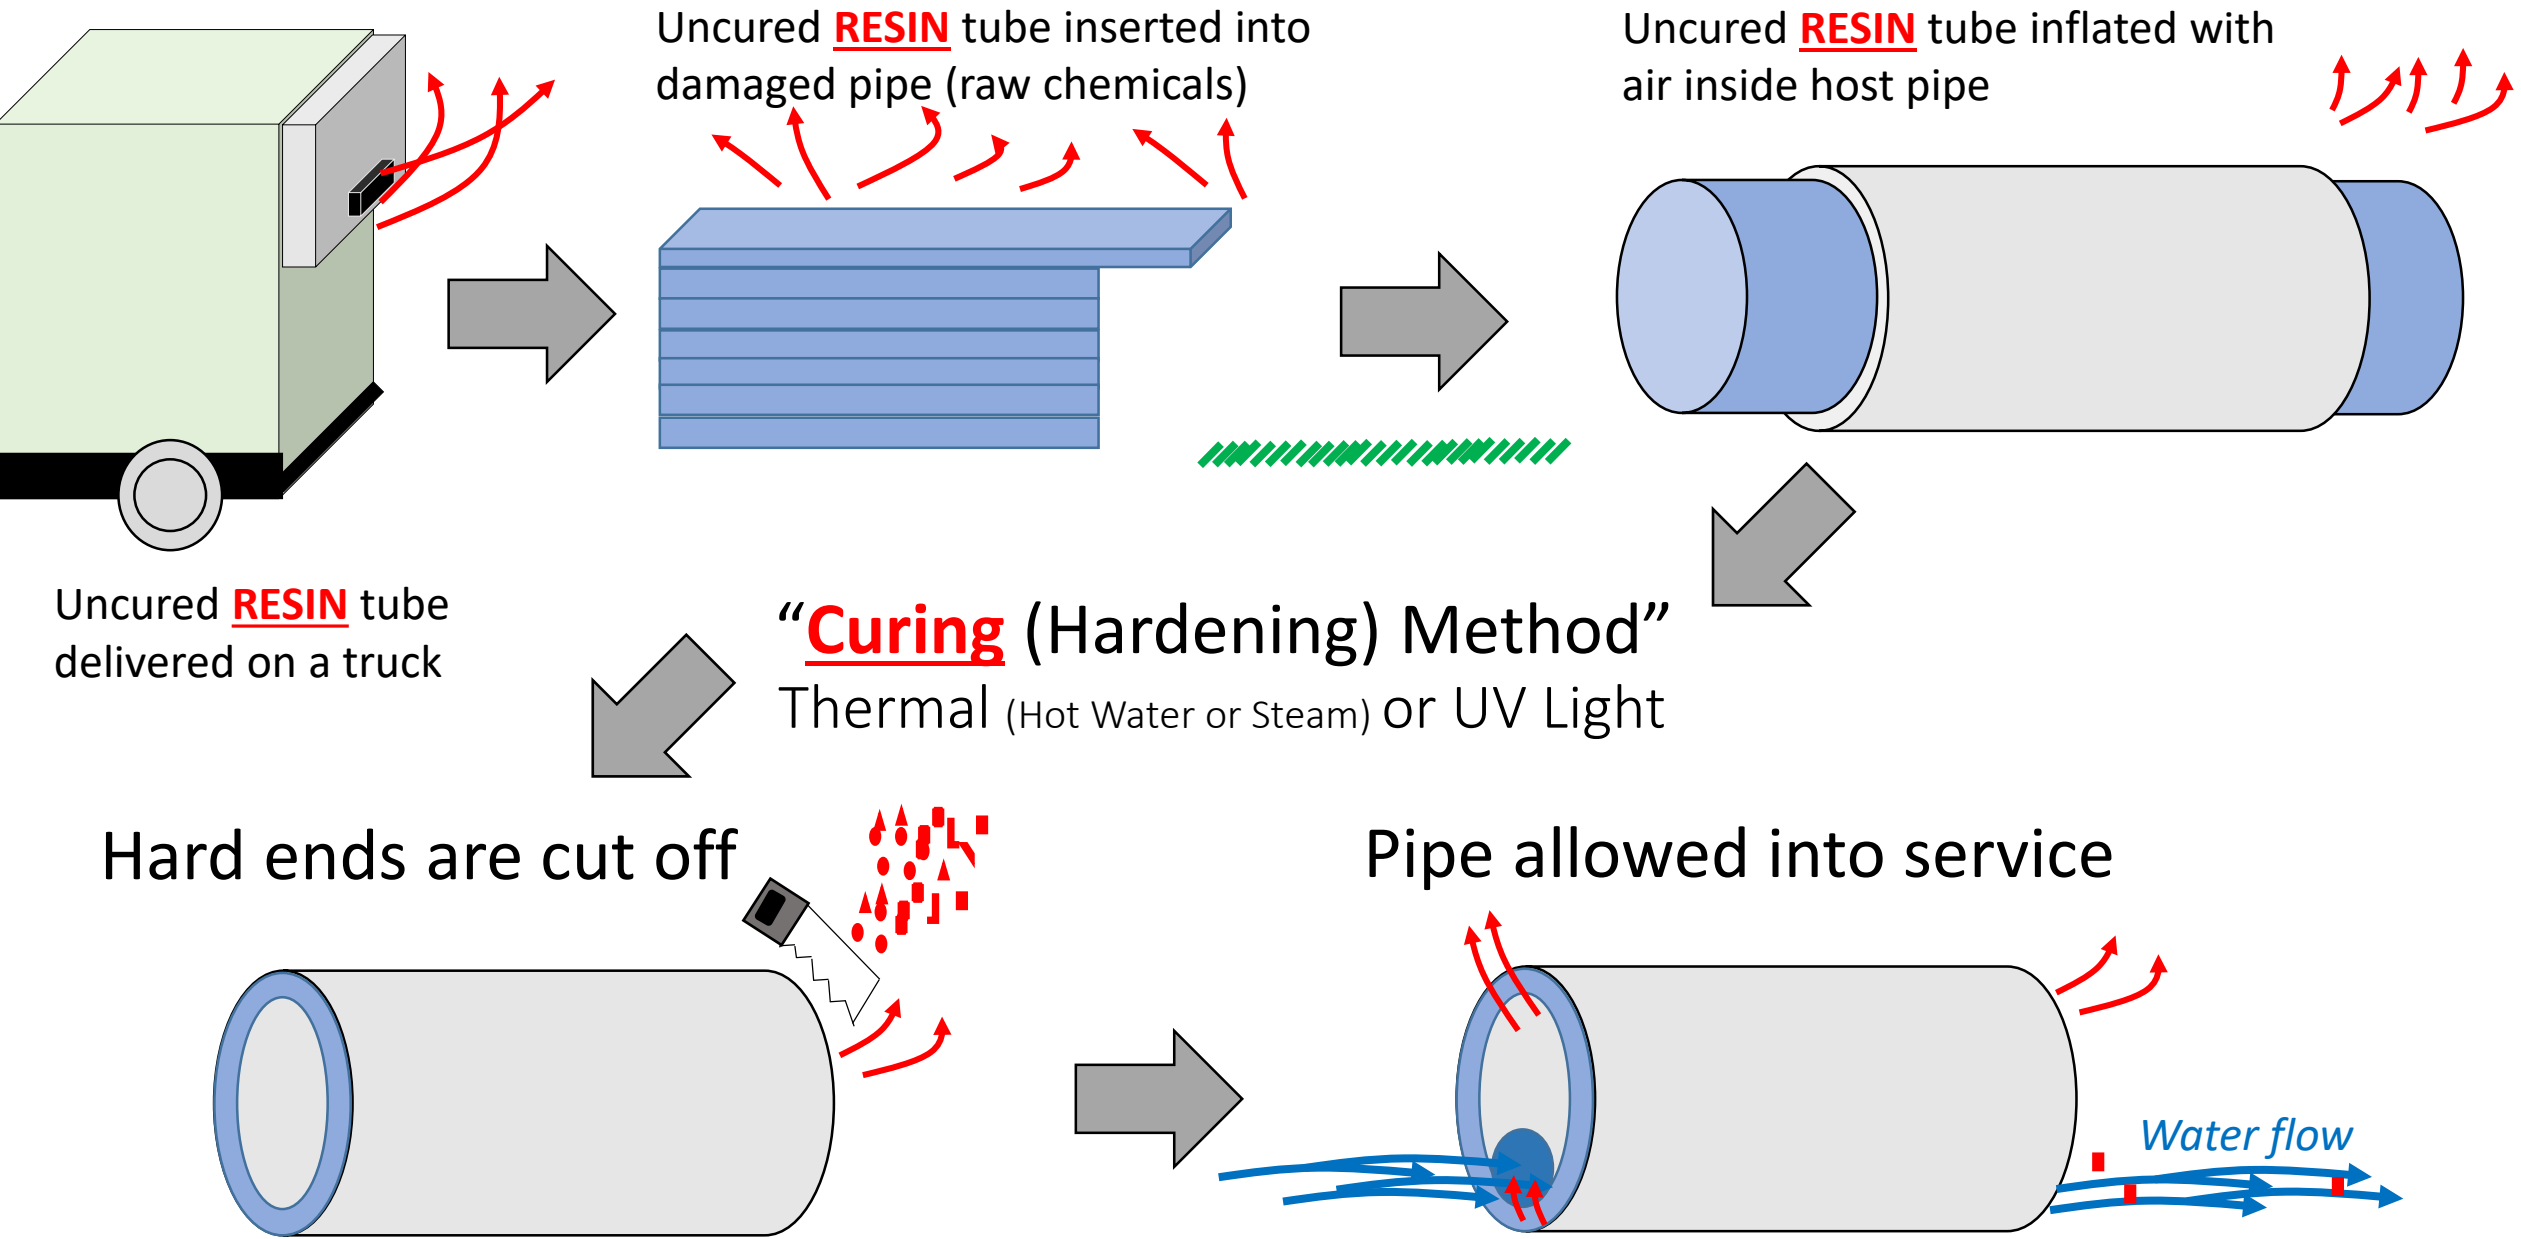 Uncured RESIN tube inserted into
damaged pipe (raw chemicals)
Uncured RESIN tube inflated with
air inside host pipe
Uncured RESIN tube
delivered on a truck
“Curing (Hardening) Method”
Thermal (Hot Water or Steam) or UV Light
Hard ends are cut off
Pipe allowed into service
Water flow